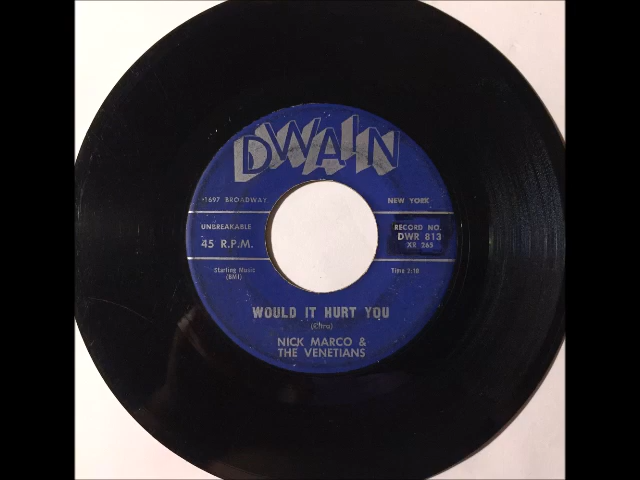 DWAIN
1697 BROADWAY NEW YORK
UNBREAKABLE
45 R.P.M.
RECORD NO.
DWR 813
XR 265
Starling Music
(BMI)
Time 2:18
WOULD IT HURT YOU
NICK MARCO &
THE VENETIANS